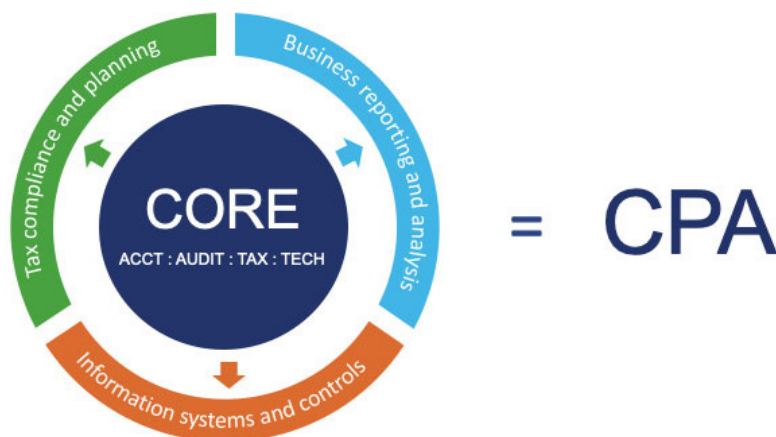 Tax compliance and planning
Business reporting and analysis
CORE
ACCT : AUDIT : TAX : TECH
Information systems and controls
= CPA